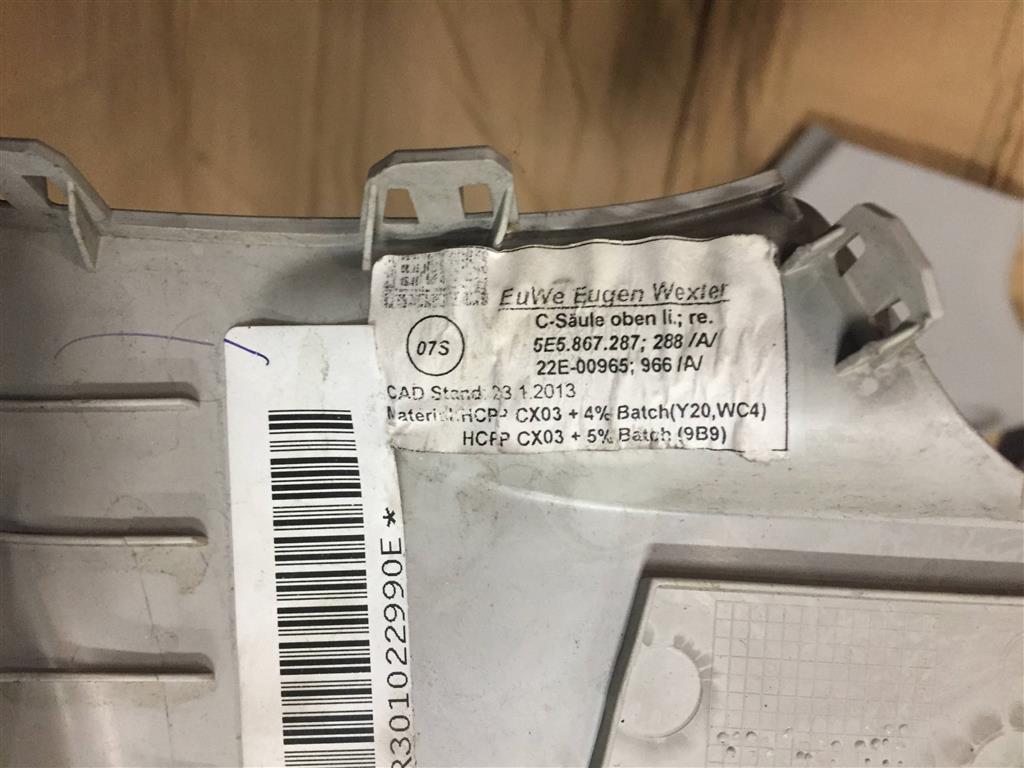 EuWe Eugen Wexler
C-Säule oben li.; re.
07S
5E5.867.287; 288 /A/
22E-00965; 966 /A/
CAD Stand: 23.1.2013
Material: HCPP CX03 + 4% Batch(Y20,WC4)
HCPP CX03 + 5% Batch (9B9)
R301022990E *